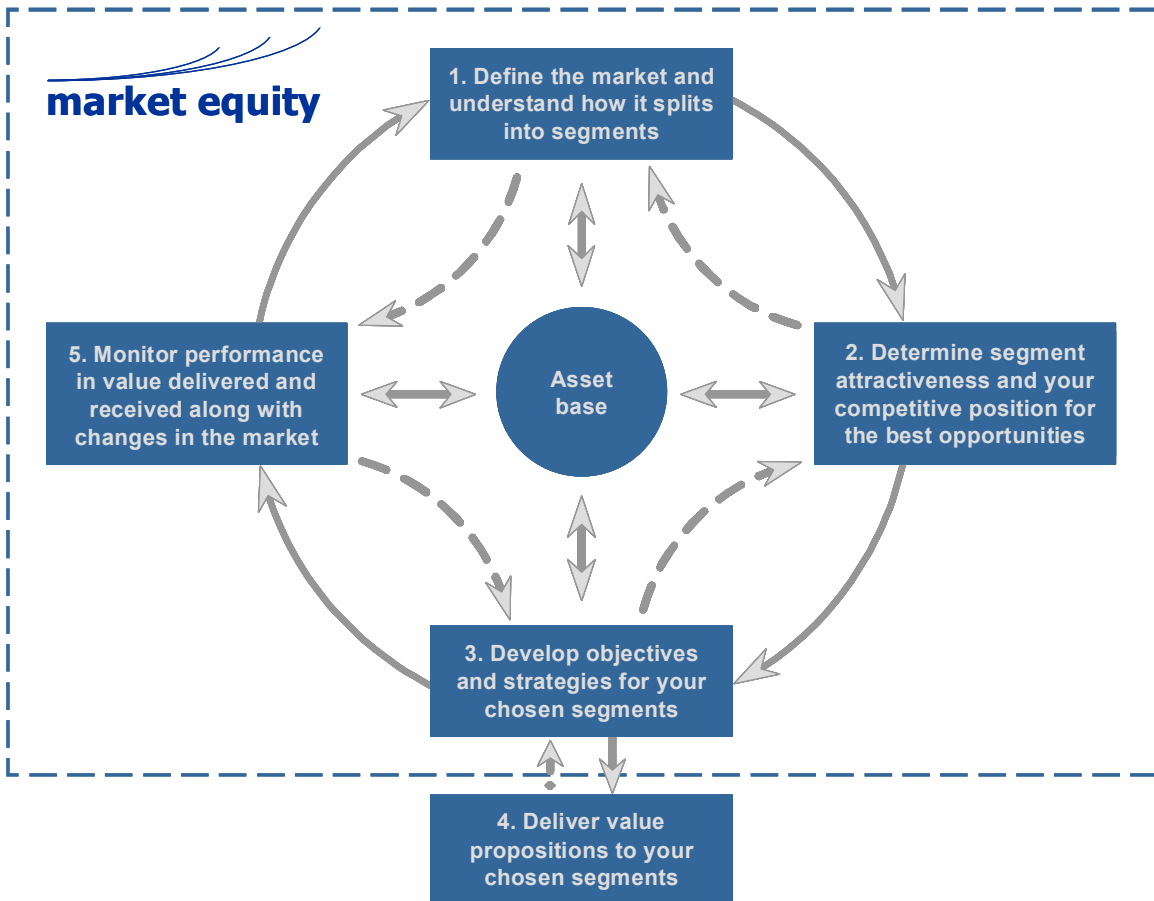 market equity
1. Define the market and
understand how it splits
into segments
5. Monitor performance
in value delivered and
received along with
changes in the market
Asset
base
2. Determine segment
attractiveness and your
competitive position for
the best opportunities
3. Develop objectives
and strategies for your
chosen segments
4. Deliver value
propositions to your
chosen segments